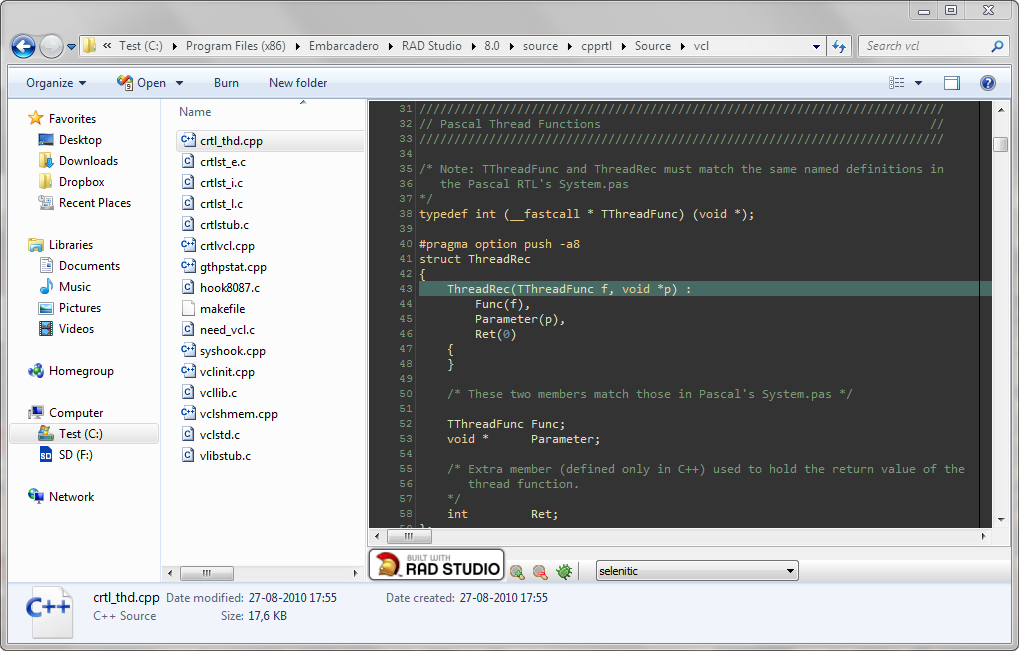 « Test (C:) ▸ Program Files (x86) ▸ Embarcadero ▸ RAD Studio ▸ 8.0 ▸ source ▸ cpprtl ▸ Source ▸ vcl
Search vcl
Organize
Open
Burn
New folder
Favorites
Desktop
Downloads
Dropbox
Recent Places
Libraries
Documents
Music
Pictures
Videos
Homegroup
Computer
Test (C:)
SD (F:)
Network
Name
crtl_thd.cpp
crtlst_e.c
crtlst_i.c
crtlst_l.c
crtlstub.c
crtlvcl.cpp
gthpstat.cpp
hook8087.c
makefile
need_vcl.c
syshook.cpp
vclinit.cpp
vcllib.c
vclshmem.cpp
vclstd.c
vlibstub.c
31 ///////////////////////////////////////////////////////////////////////////
32 // Pascal Thread Functions                                               //
33 ///////////////////////////////////////////////////////////////////////////
34
35 /* Note: TThreadFunc and ThreadRec must match the same named definitions in
36    the Pascal RTL's System.pas
37 */
38 typedef int (__fastcall * TThreadFunc) (void *);
39
40 #pragma option push -a8
41 struct ThreadRec
42 {
43     ThreadRec(TThreadFunc f, void *p) :
44         Func(f),
45         Parameter(p),
46         Ret(0)
47     {
48     }
49
50     /* These two members match those in Pascal's System.pas */
51
52     TThreadFunc Func;
53     void *      Parameter;
54
55     /* Extra member (defined only in C++) used to hold the return value of the
56        thread function.
57     */
58     int         Ret;
59 };
BUILT WITH
RAD STUDIO
selenitic
C++
crtl_thd.cpp
C++ Source
Date modified: 27-08-2010 17:55
Size: 17,6 KB
Date created: 27-08-2010 17:55